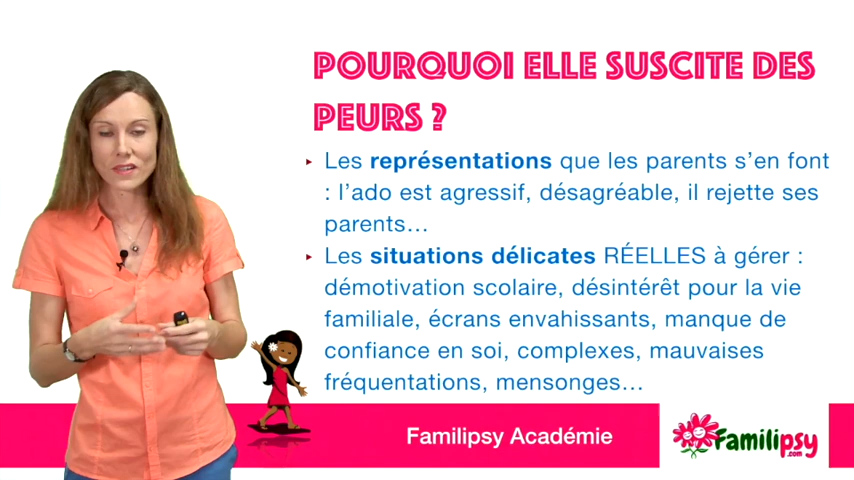 POURQUOI ELLE SUSCITE DES
PEURS ?
▸ Les représentations que les parents s'en font
: l'ado est agressif, désagréable, il rejette ses
parents…
▸ Les situations délicates RÉELLES à gérer :
démotivation scolaire, désintérêt pour la vie
familiale, écrans envahissants, manque de
confiance en soi, complexes, mauvaises
fréquentations, mensonges…
Familipsy Académie
Familipsy
.com